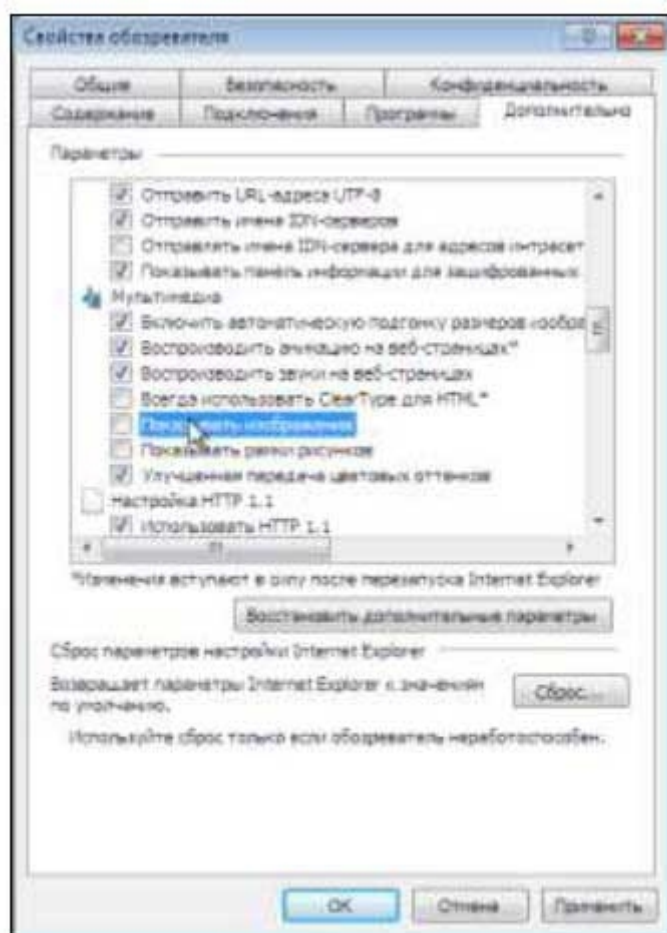 Свойства обозревателя
Общие Безопасность Конфиденциальность
Содержание Подключения Программы Дополнительно
Параметры
Отправить URL-адреса UTF-8
Отправить имена IDN-серверов
Отправлять имена IDN-сервера для адресов интрасет
Показывать панель информации для зашифрованных
Мультимедиа
Включить автоматическую подгонку размеров изобра
Воспроизводить анимацию на веб-страницах*
Воспроизводить звуки на веб-страницах
Всегда использовать ClearType для HTML*
Показывать изображения
Показывать рамки рисунков
Улучшенная передача цветовых оттенков
Настройка HTTP 1.1
Использовать HTTP 1.1
*Изменения вступают в силу после перезапуска Internet Explorer
Восстановить дополнительные параметры
Сброс параметров настройки Internet Explorer
Возвращает параметры Internet Explorer к значениям
по умолчанию.
Сброс...
Используйте сброс только если обозреватель неработоспособен.
OK Отмена Применить